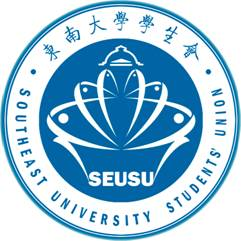 東南大學學生會
SEUSU
SOUTHEAST UNIVERSITY STUDENTS' UNION